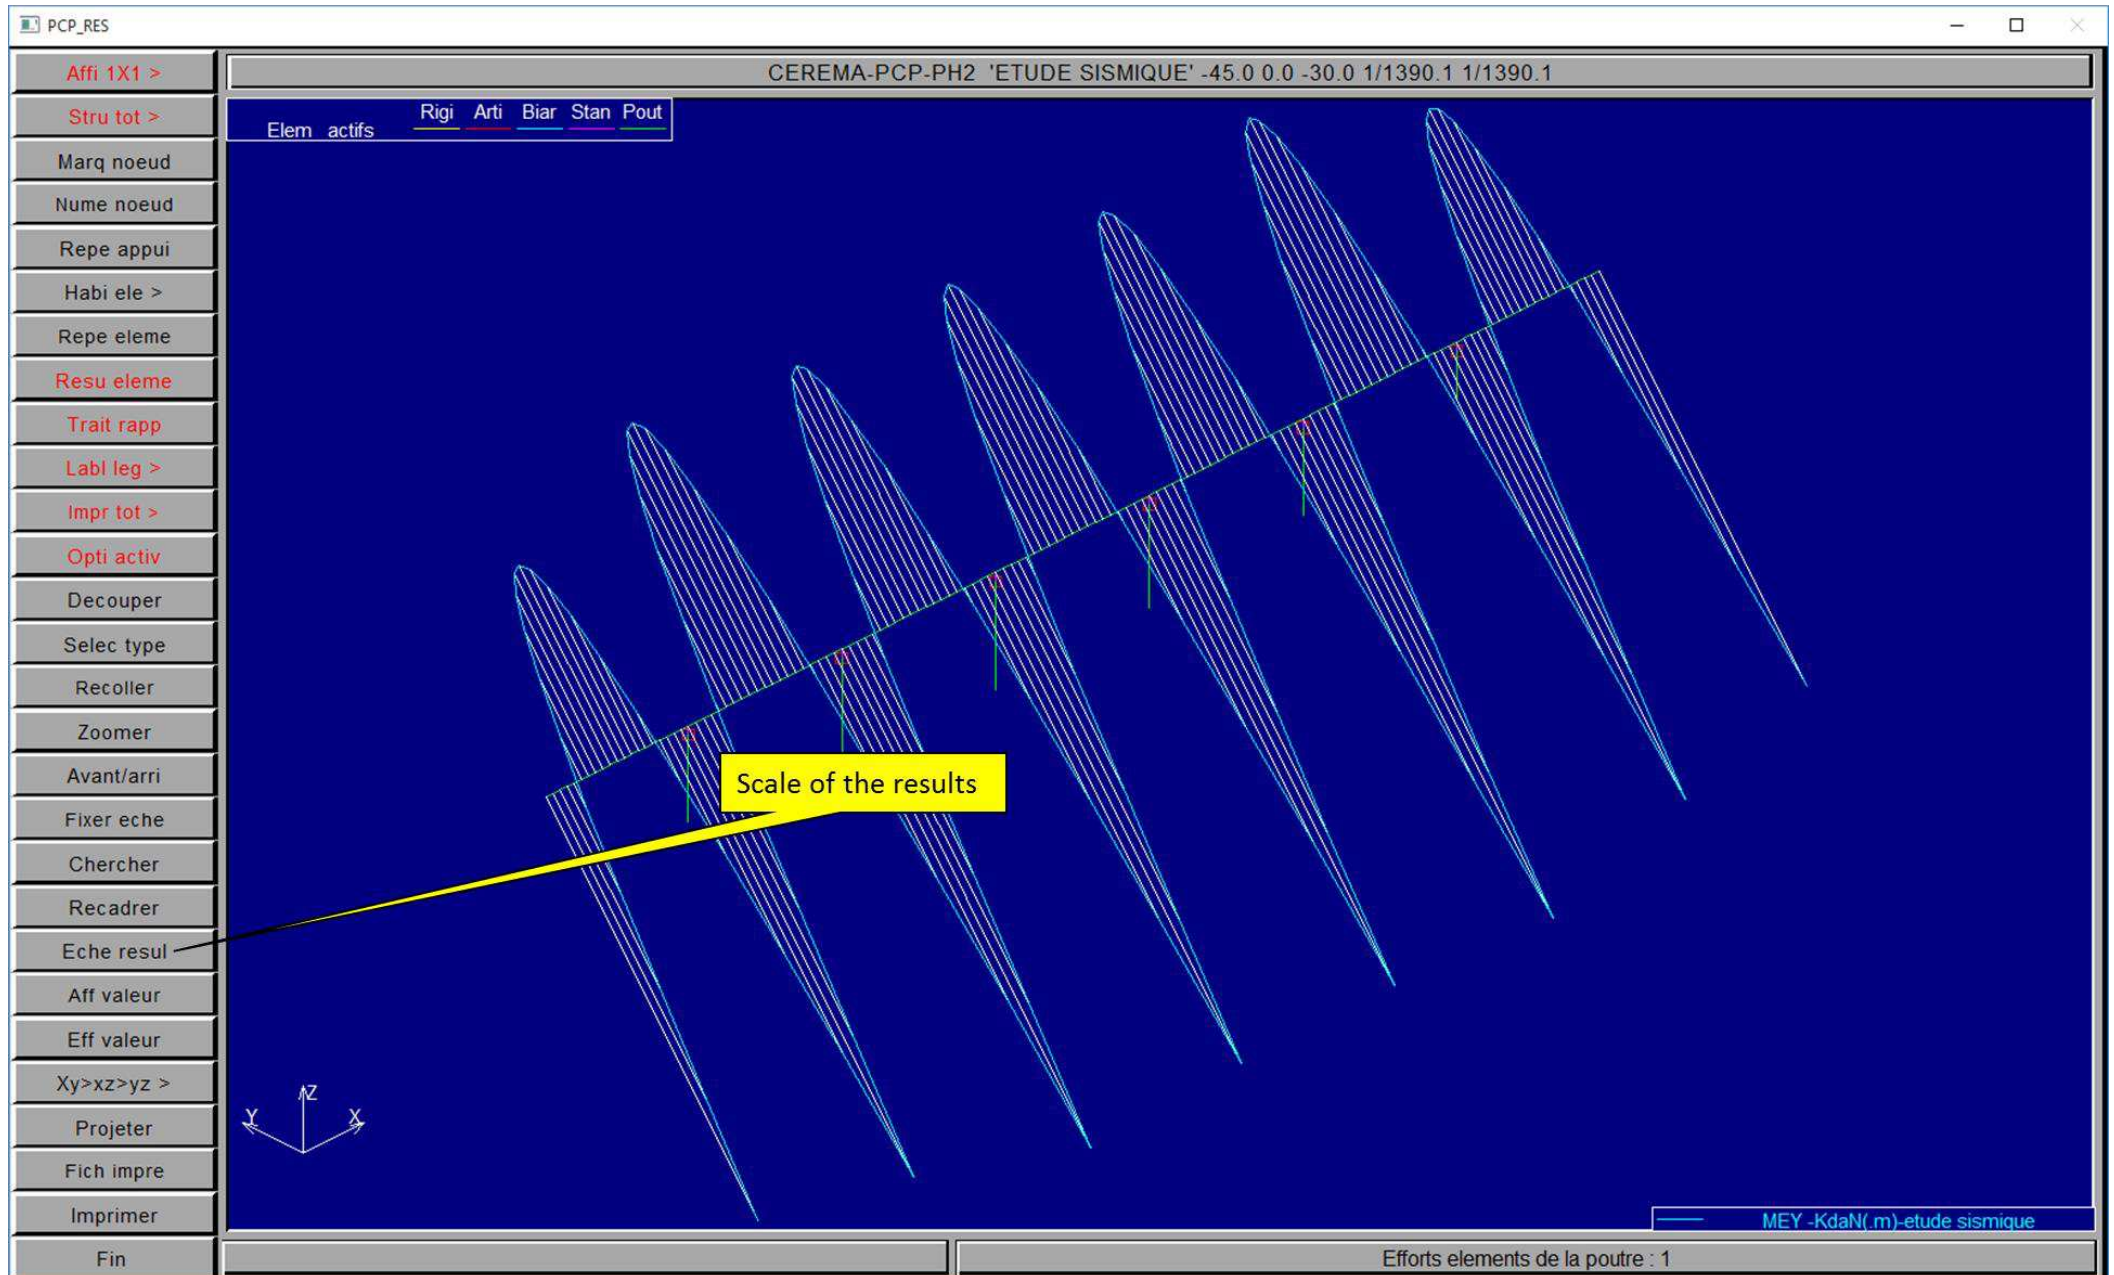 PCP_RES
Affi 1X1 >
Stru tot >
Marq noeud
Nume noeud
Repe appui
Habi ele >
Repe eleme
Resu eleme
Trait rapp
Labl leg >
Impr tot >
Opti activ
Decouper
Selec type
Recoller
Zoomer
Avant/arri
Fixer eche
Chercher
Recadrer
Eche resul
Aff valeur
Eff valeur
Xy>xz>yz >
Projeter
Fich impre
Imprimer
Fin
CEREMA-PCP-PH2 'ETUDE SISMIQUE' -45.0 0.0 -30.0 1/1390.1 1/1390.1
Elem actifs Rigi Arti Biar Stan Pout
Scale of the results
Z
Y X
MEY -KdaN(.m)-etude sismique
Efforts elements de la poutre : 1